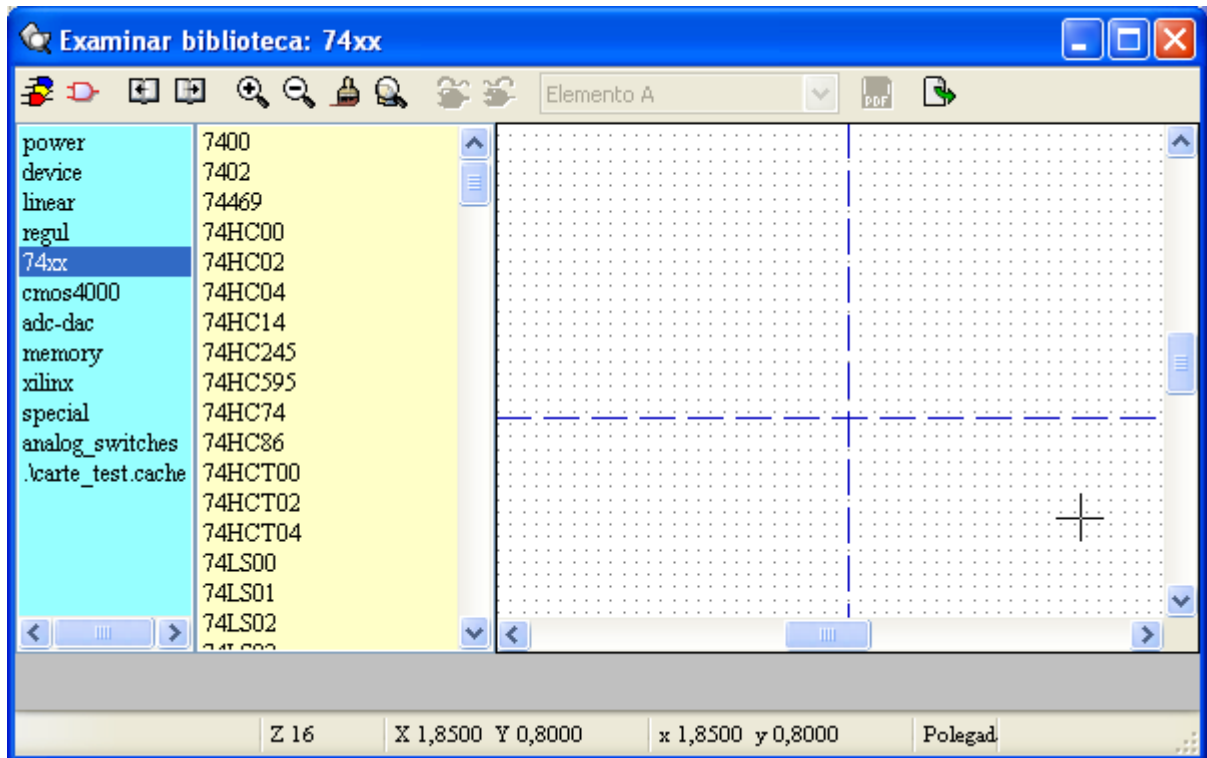 Examinar biblioteca: 74xx
Elemento A
PDF
power
device
linear
regul
74xx
cmos4000
adc-dac
memory
xilinx
special
analog_switches
.\carte_test.cache
7400
7402
74469
74HC00
74HC02
74HC04
74HC14
74HC245
74HC595
74HC74
74HC86
74HCT00
74HCT02
74HCT04
74LS00
74LS01
74LS02
Z 16 X 1,8500 Y 0,8000 x 1,8500 y 0,8000 Polegad